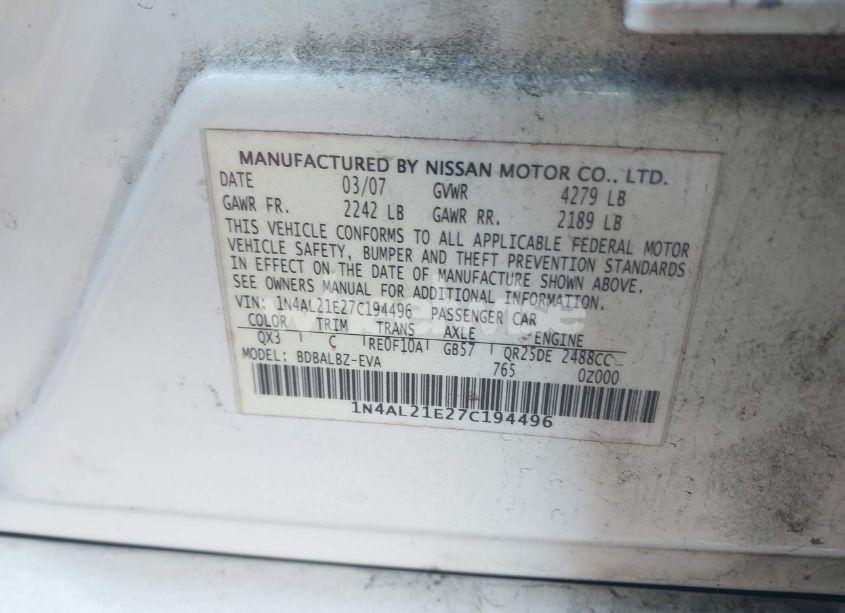 MANUFACTURED BY NISSAN MOTOR CO., LTD.
DATE 03/07 GVWR 4279 LB
GAWR FR. 2242 LB GAWR RR. 2189 LB
THIS VEHICLE CONFORMS TO ALL APPLICABLE FEDERAL MOTOR
VEHICLE SAFETY, BUMPER AND THEFT PREVENTION STANDARDS
IN EFFECT ON THE DATE OF MANUFACTURE SHOWN ABOVE.
SEE OWNERS MANUAL FOR ADDITIONAL INFORMATION.
VIN: 1N4AL21E27C194496 PASSENGER CAR
COLOR TRIM TRANS AXLE ENGINE
QX3 C RE0F10A GB57 QR25DE 2488CC
MODEL: BDBALBZ-EVA 765 0Z000
1N4AL21E27C194496